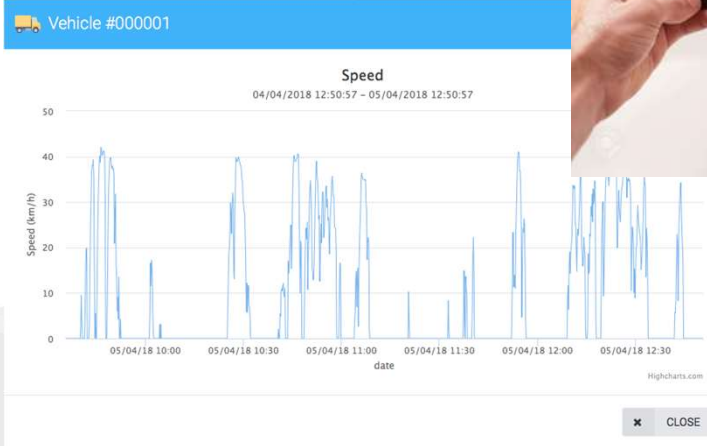 Vehicle #000001
Speed
04/04/2018 12:50:57 – 05/04/2018 12:50:57
50
40
30
20
10
0
Speed (km/h)
05/04/18 10:00
05/04/18 10:30
05/04/18 11:00
05/04/18 11:30
05/04/18 12:00
05/04/18 12:30
date
Highcharts.com
✖ CLOSE